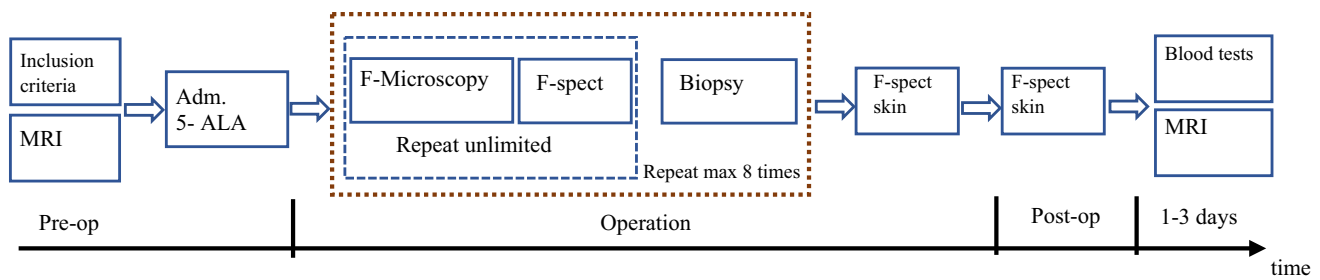 Inclusion
criteria
MRI
Adm.
5- ALA
F-Microscopy
F-spect
Repeat unlimited
Biopsy
Repeat max 8 times
F-spect
skin
F-spect
skin
Blood tests
MRI
Pre-op
Operation
Post-op
1-3 days
time